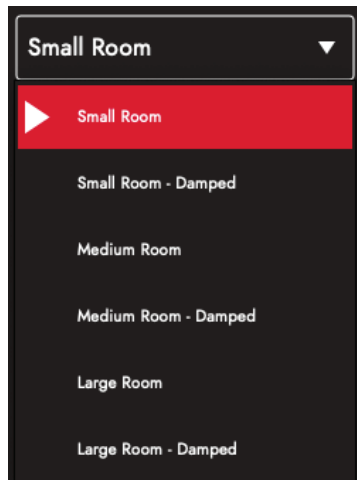 Small Room
Small Room
Small Room - Damped
Medium Room
Medium Room - Damped
Large Room
Large Room - Damped